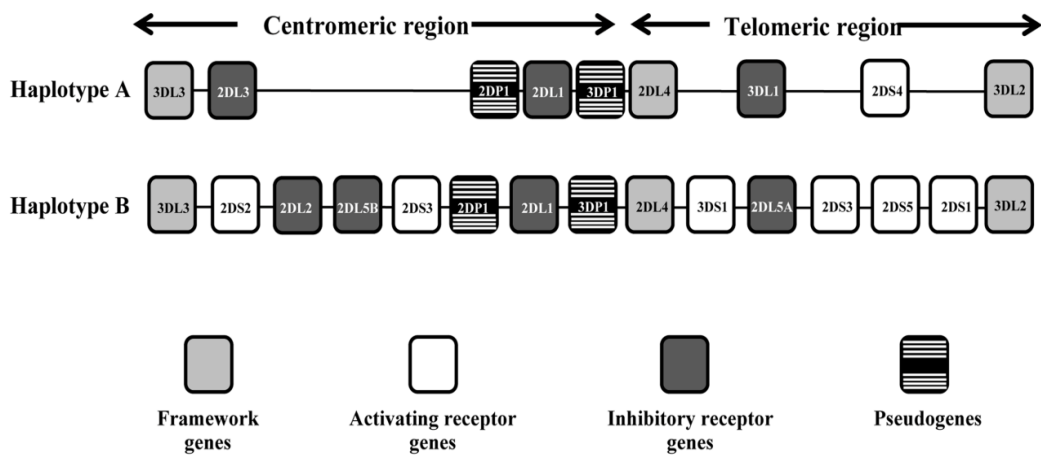 Centromeric region Telomeric region
Haplotype A 3DL3 2DL3 2DP1 2DL1 3DP1 2DL4 3DL1 2DS4 3DL2
Haplotype B 3DL3 2DS2 2DL2 2DL5B 2DS3 2DP1 2DL1 3DP1 2DL4 3DS1 2DL5A 2DS3 2DS5 2DS1 3DL2
Framework
genes
Activating receptor
genes
Inhibitory receptor
genes
Pseudogenes